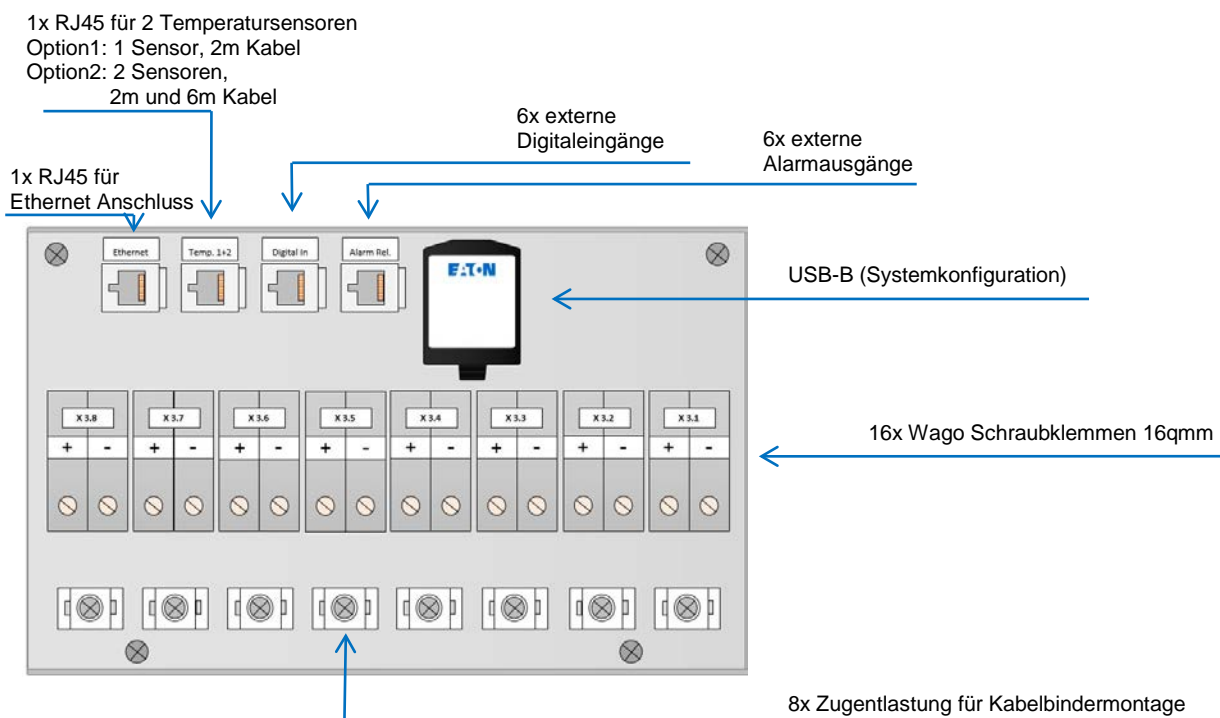 1x RJ45 für 2 Temperatursensoren
Option1: 1 Sensor, 2m Kabel
Option2: 2 Sensoren,
2m und 6m Kabel
6x externe
Digitaleingänge
6x externe
Alarmausgänge
1x RJ45 für
Ethernet Anschluss
Ethernet
Temp. 1+2
Digital In
Alarm Rel.
EATON
USB-B (Systemkonfiguration)
X 3.8
X 3.7
X 3.6
X 3.5
X 3.4
X 3.3
X 3.2
X 3.1
+ - + - + - + - + - + - + - + -
16x Wago Schraubklemmen 16qmm
8x Zugentlastung für Kabelbindermontage